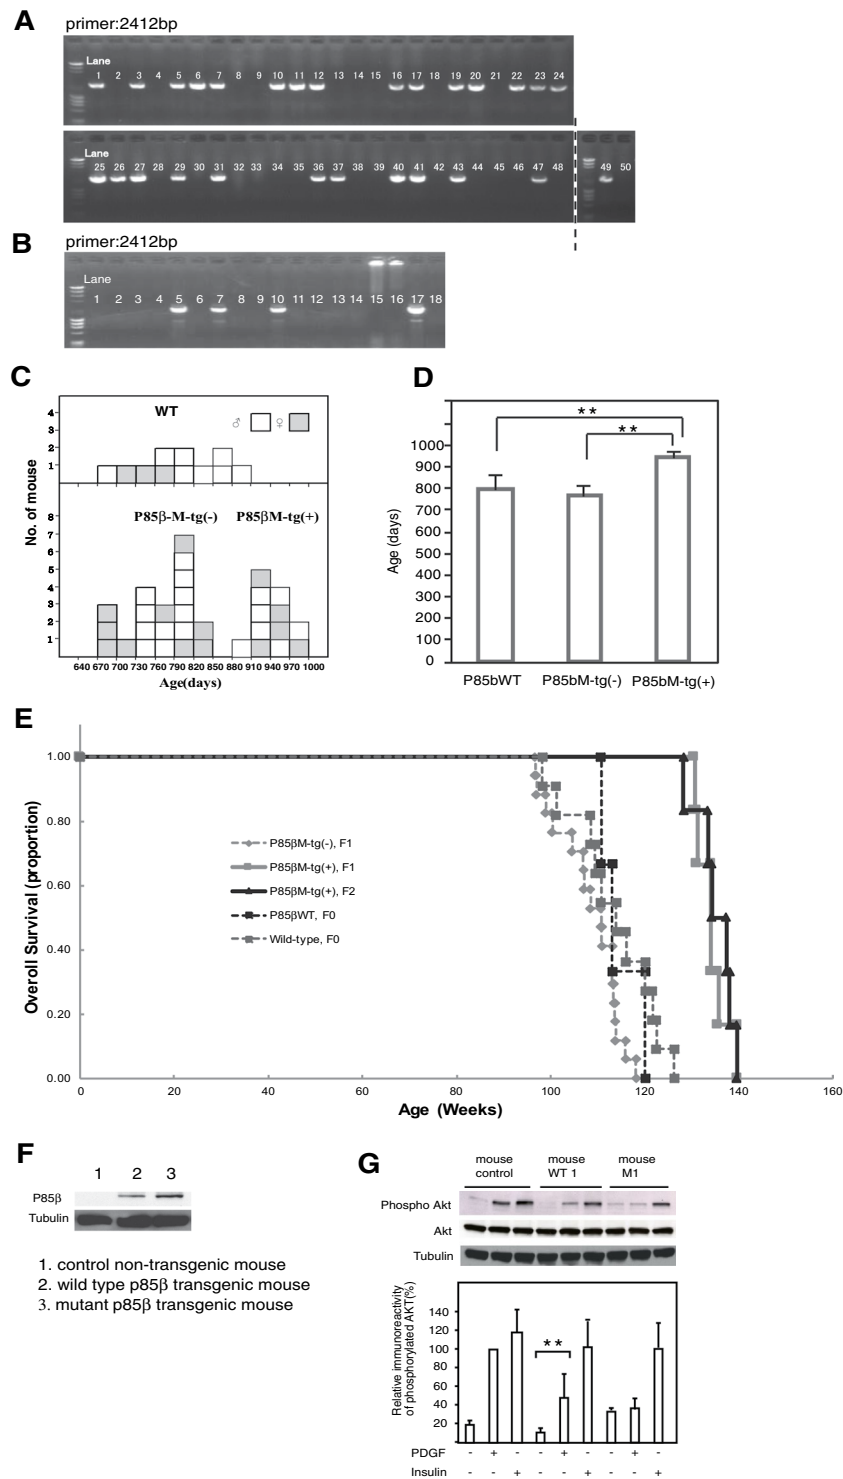 A
primer:2412bp
Lane
1 2 3 4 5 6 7 8 9 10 11 12 13 14 15 16 17 18 19 20 21 22 23 24
Lane
25 26 27 28 29 30 31 32 33 34 35 36 37 38 39 40 41 42 43 44 45 46 47 48 49 50
B
primer:2412bp
Lane
1 2 3 4 5 6 7 8 9 10 11 12 13 14 15 16 17 18
C
WT
♂ ♀
4
3
2
1
No. of mouse
P85β-M-tg(-) P85βM-tg(+)
8
7
6
5
4
3
2
1
640 670 700 730 760 790 820 850 880 910 940 970 1000
Age(days)
D
** 
**
1000
900
800
700
600
500
400
300
200
100
0
Age (days)
P85bWT P85bM-tg(-) P85bM-tg(+)
E
1.00
0.80
0.60
0.40
0.20
0.00
Overoll Survival (proportion)
P85βM-tg(-), F1
P85βM-tg(+), F1
P85βM-tg(+), F2
P85βWT, F0
Wild-type, F0
0 20 40 60 80 100 120 140 160
Age (Weeks)
F
1 2 3
P85β
Tubulin
1. control non-transgenic mouse
2. wild type p85β transgenic mouse
3. mutant p85β transgenic mouse
G
mouse control
mouse WT 1
mouse M1
Phospho Akt
Akt
Tubulin
Relative immunoreactivity
of phosphorylated AKT(%)
140
120
100
80
60
40
20
**
PDGF - + - - + - - + -
Insulin - - + - - + - - +